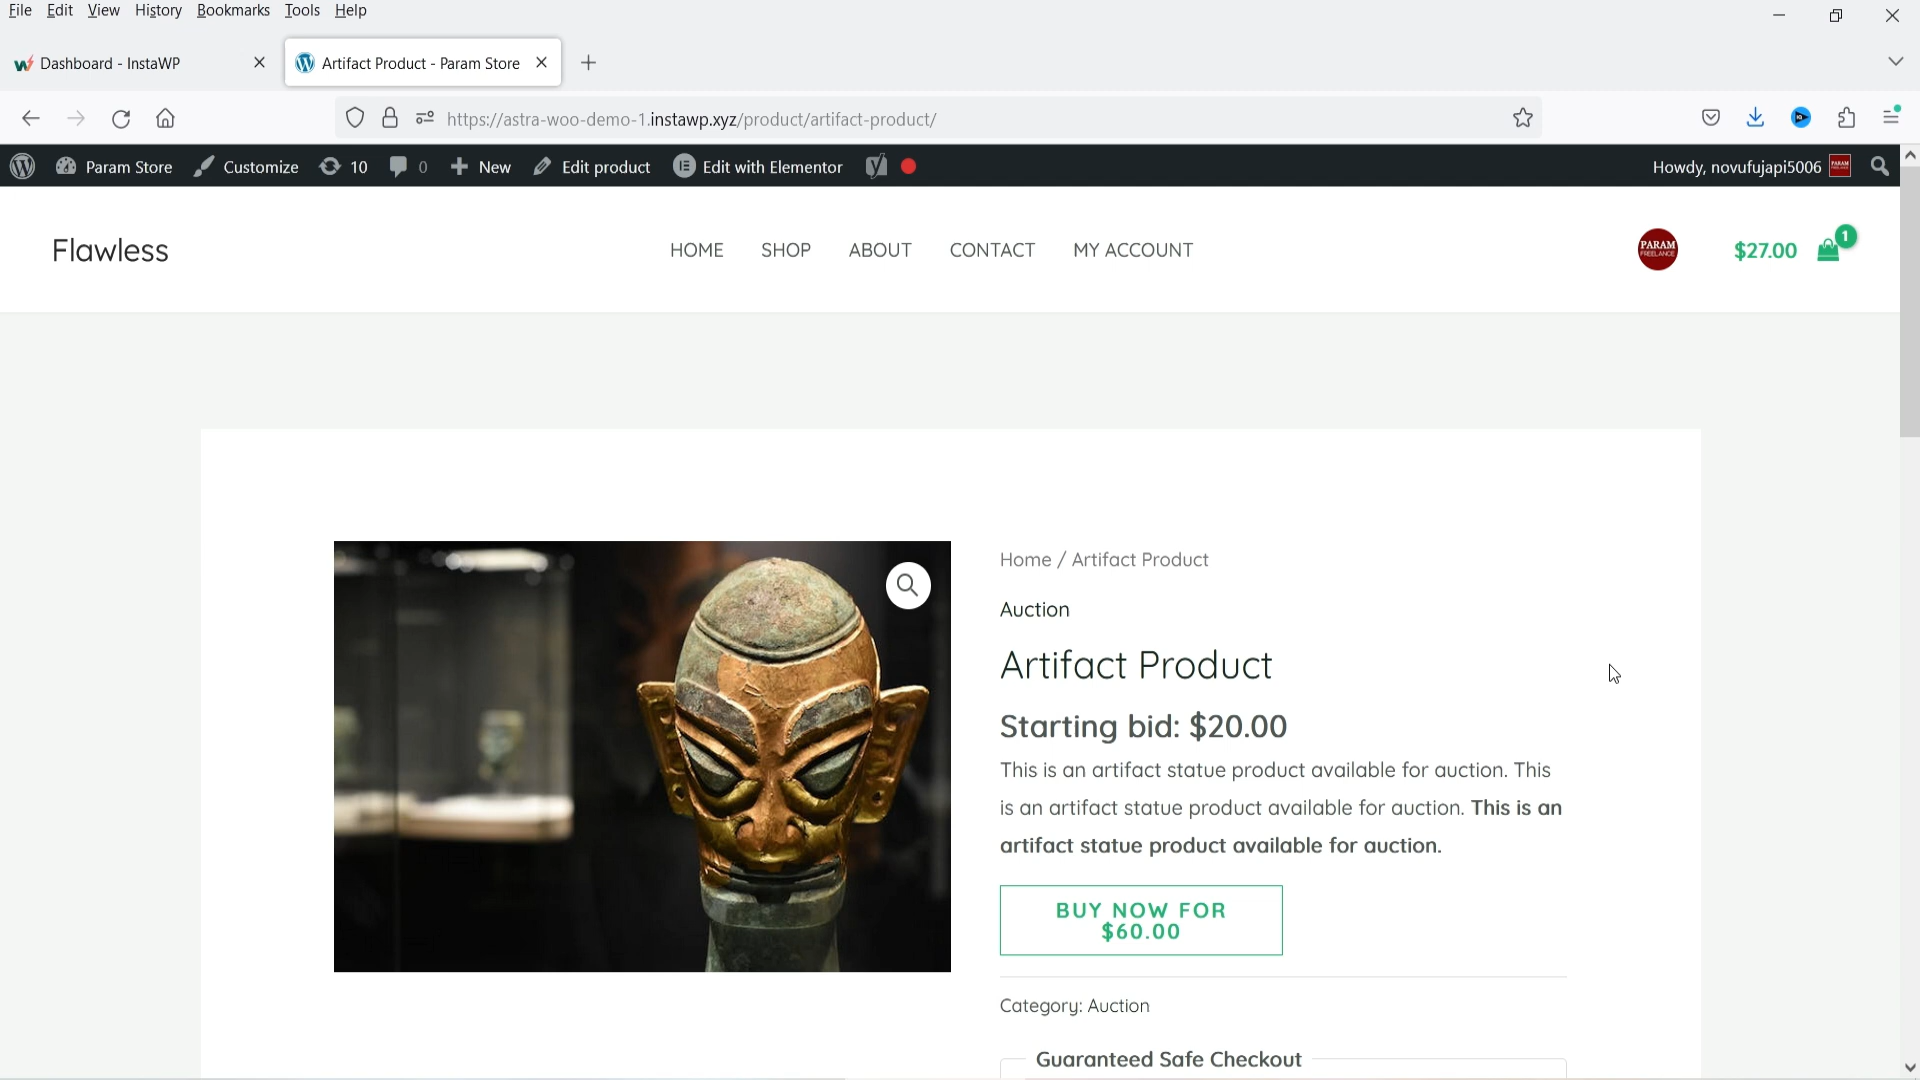 File Edit View History Bookmarks Tools Help
Dashboard - InstaWP
Artifact Product - Param Store
https://astra-woo-demo-1.instawp.xyz/product/artifact-product/
Param Store Customize 10 0 New Edit product Edit with Elementor Howdy, novufujapi5006
Flawless
HOME SHOP ABOUT CONTACT MY ACCOUNT
PARAM
FREELANCE
$27.00 1
Home / Artifact Product
Auction
Artifact Product
Starting bid: $20.00
This is an artifact statue product available for auction. This
is an artifact statue product available for auction. This is an
artifact statue product available for auction.
BUY NOW FOR
$60.00
Category: Auction
Guaranteed Safe Checkout